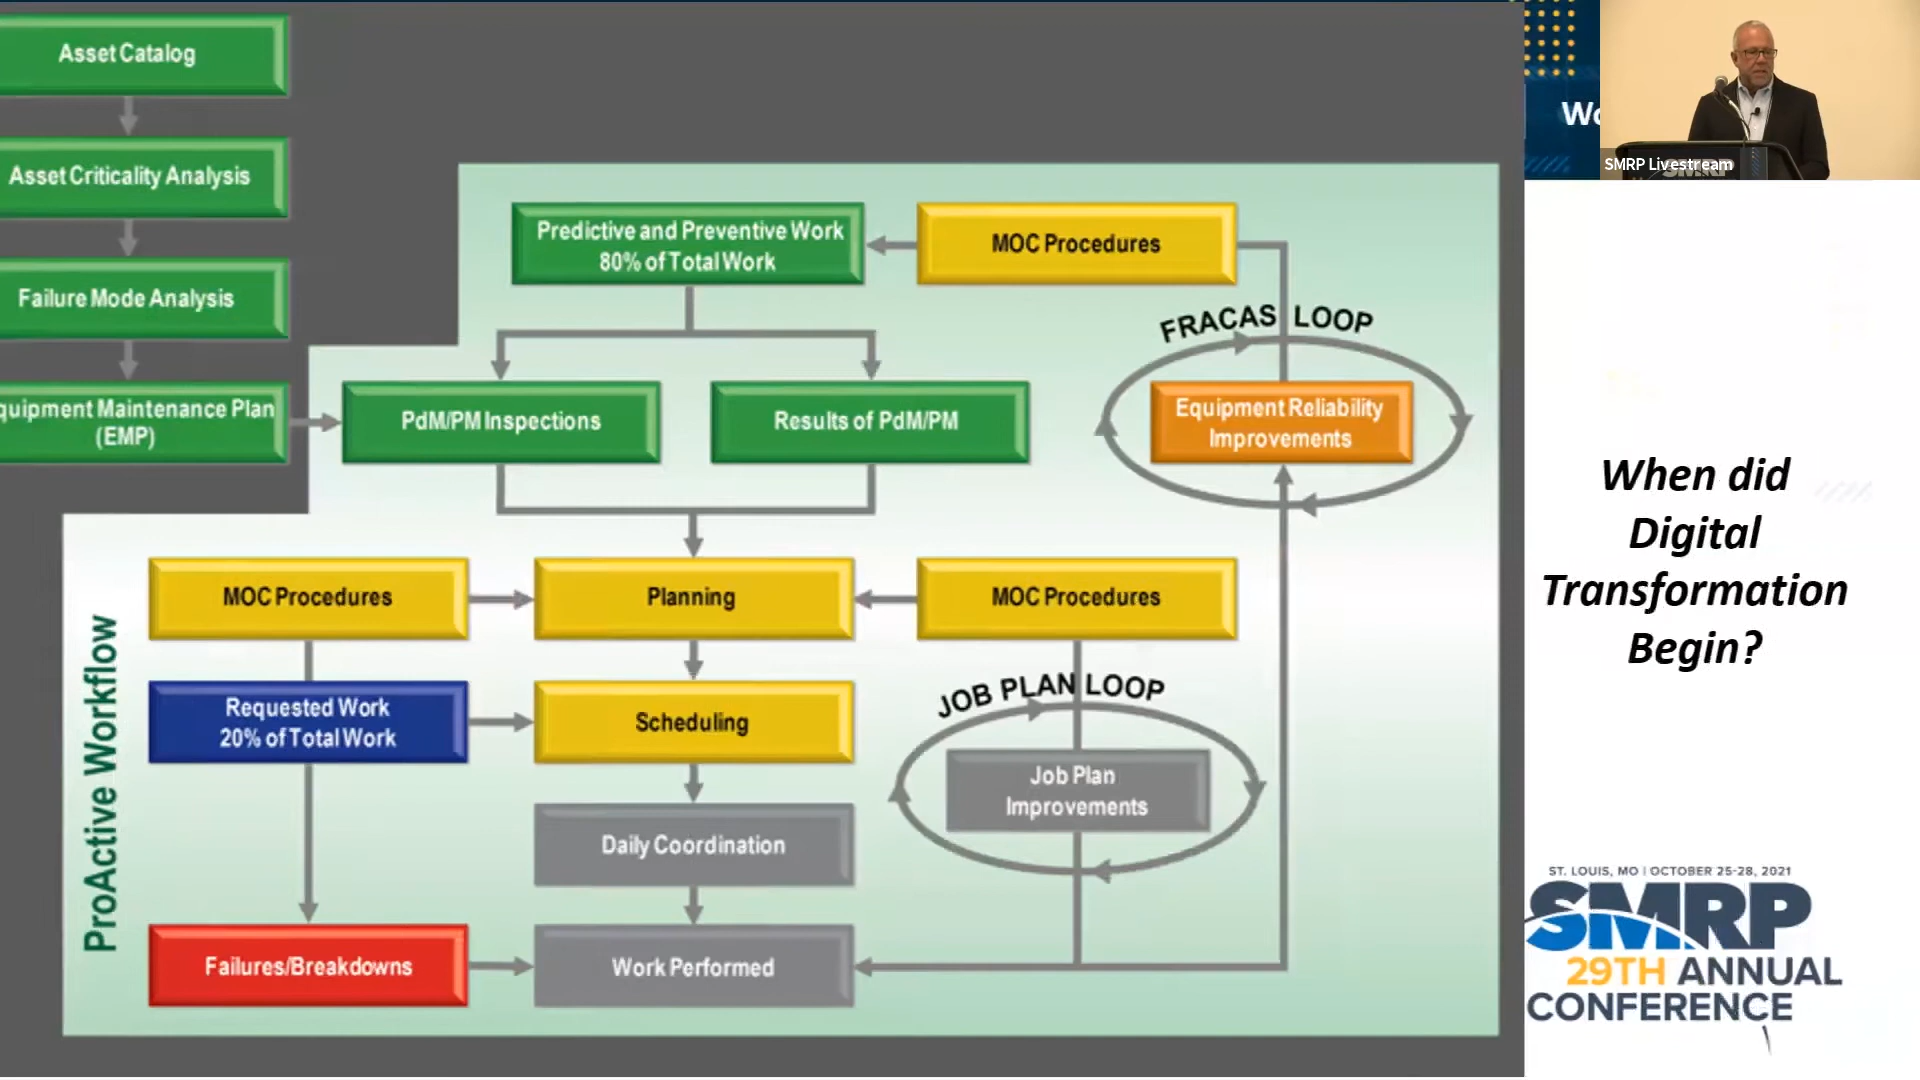 Asset Catalog
Asset Criticality Analysis
Failure Mode Analysis
quipment Maintenance Plan
(EMP)
Predictive and Preventive Work
80% of Total Work
MOC Procedures
FRACAS LOOP
PdM/PM Inspections
Results of PdM/PM
Equipment Reliability
Improvements
ProActive Workflow
MOC Procedures
Planning
MOC Procedures
Requested Work
20% of Total Work
Scheduling
JOB PLAN LOOP
Job Plan
Improvements
Daily Coordination
Failures/Breakdowns
Work Performed
Wo
SMRP Livestream
SMRP
When did
Digital
Transformation
Begin?
ST. LOUIS, MO | OCTOBER 25-28, 2021
SMRP
29TH ANNUAL
CONFERENCE